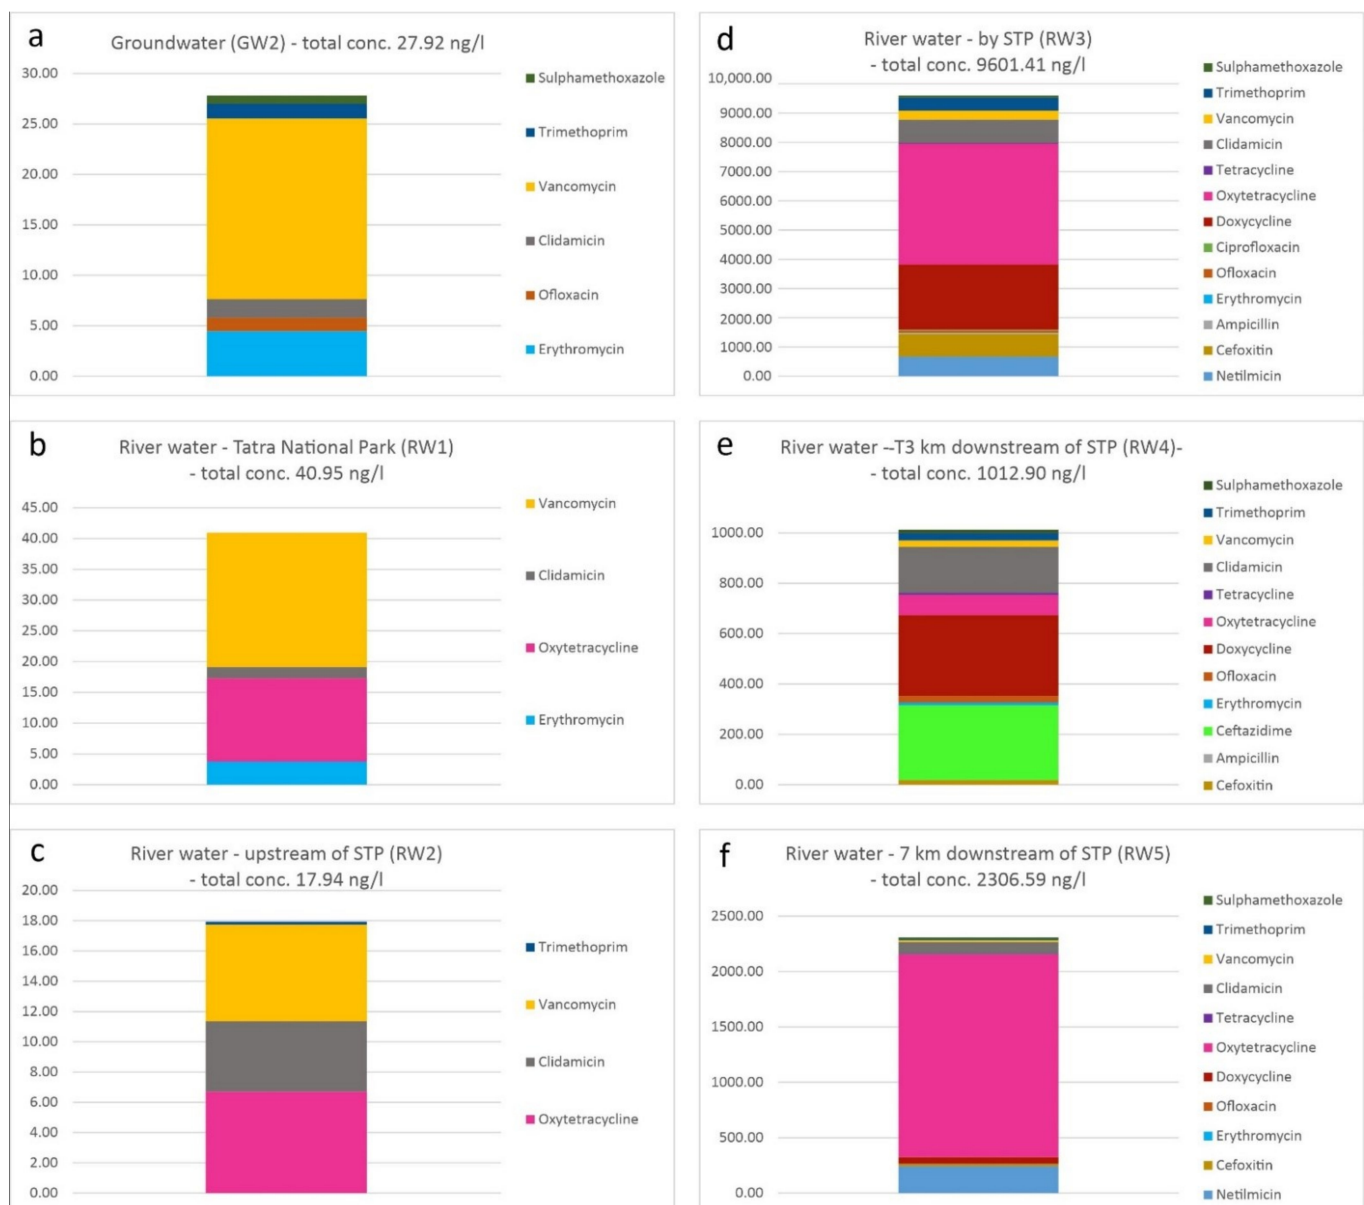 a
Groundwater (GW2) - total conc. 27.92 ng/l
30.00
25.00
20.00
15.00
10.00
5.00
0.00
Sulphamethoxazole
Trimethoprim
Vancomycin
Clidamicin
Ofloxacin
Erythromycin
b
River water - Tatra National Park (RW1)
- total conc. 40.95 ng/l
45.00
40.00
35.00
30.00
25.00
20.00
15.00
10.00
5.00
0.00
Vancomycin
Clidamicin
Oxytetracycline
Erythromycin
c
River water - upstream of STP (RW2)
- total conc. 17.94 ng/l
20.00
18.00
16.00
14.00
12.00
10.00
8.00
6.00
4.00
2.00
0.00
Trimethoprim
Vancomycin
Clidamicin
Oxytetracycline
d
River water - by STP (RW3)
- total conc. 9601.41 ng/l
10,000.00
9000.00
8000.00
7000.00
6000.00
5000.00
4000.00
3000.00
2000.00
1000.00
0.00
Sulphamethoxazole
Trimethoprim
Vancomycin
Clidamicin
Tetracycline
Oxytetracycline
Doxycycline
Ciprofloxacin
Ofloxacin
Erythromycin
Ampicillin
Cefoxitin
Netilmicin
e
River water --T3 km downstream of STP (RW4)-
- total conc. 1012.90 ng/l
1000.00
800.00
600.00
400.00
200.00
0.00
Sulphamethoxazole
Trimethoprim
Vancomycin
Clidamicin
Tetracycline
Oxytetracycline
Doxycycline
Ofloxacin
Erythromycin
Ceftazidime
Ampicillin
Cefoxitin
f
River water - 7 km downstream of STP (RW5)
- total conc. 2306.59 ng/l
2500.00
2000.00
1500.00
1000.00
500.00
0.00
Sulphamethoxazole
Trimethoprim
Vancomycin
Clidamicin
Tetracycline
Oxytetracycline
Doxycycline
Ofloxacin
Erythromycin
Cefoxitin
Netilmicin